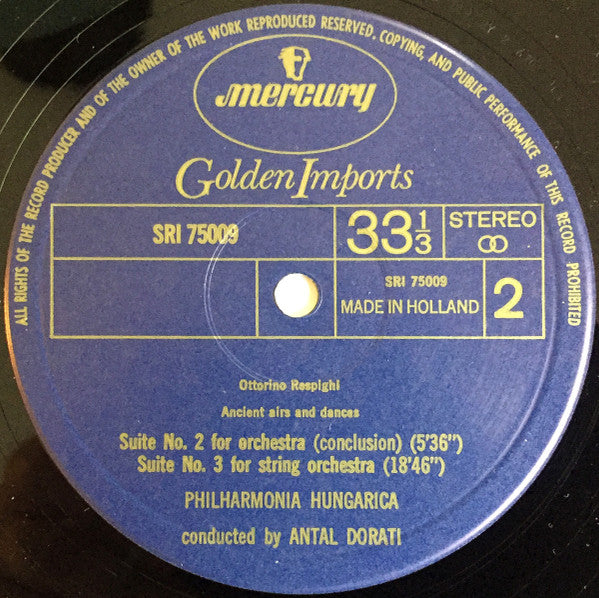 ALL RIGHTS OF THE RECORD PRODUCER AND OF THE OWNER OF THE WORK REPRODUCED RESERVED. COPYING, AND PUBLIC PERFORMANCE OF THIS RECORD PROHIBITED
mercury
Golden Imports
SRI 75009
33 1/3
STEREO
SRI 75009
MADE IN HOLLAND
2
Ottorino Respighi
Ancient airs and dances
Suite No. 2 for orchestra (conclusion) (5'36")
Suite No. 3 for string orchestra (18'46")
PHILHARMONIA HUNGARICA
conducted by ANTAL DORATI